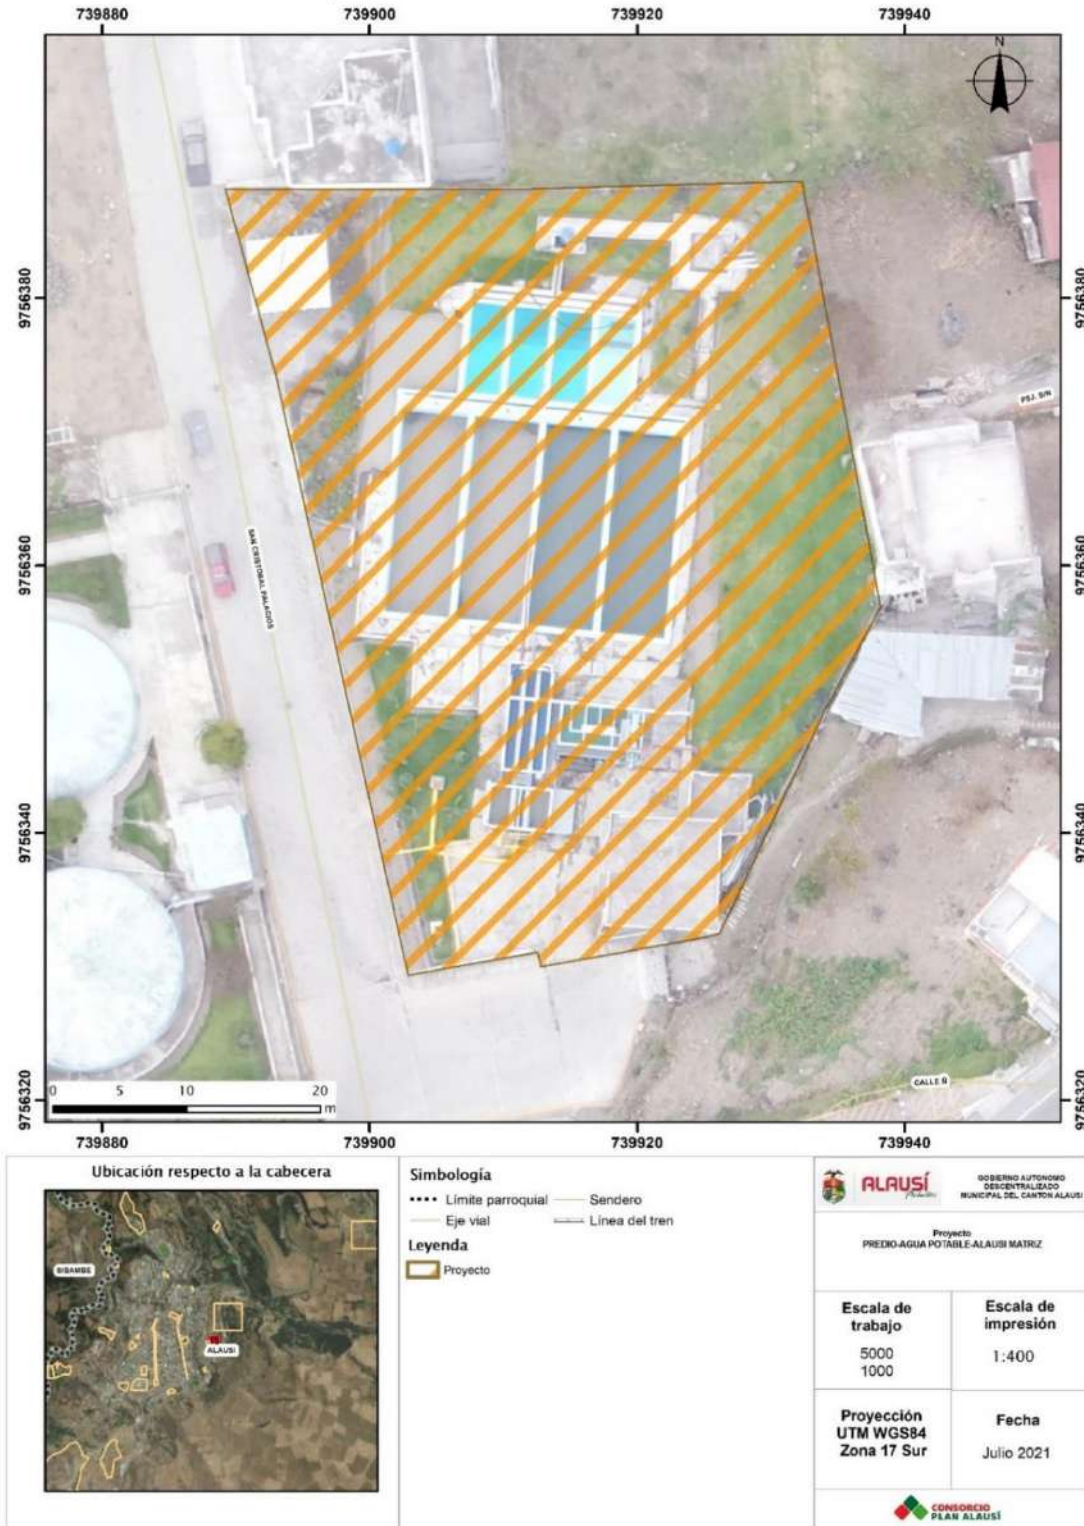 739880
739900
739920
739940
N
9756380
9756380
PSJ. S/N
9756360
9756360
SAN CRISTOBAL PALACIOS
9756340
9756340
CALLE Ñ
9756320
9756320
0 5 10 20
m
739880
739900
739920
739940
Ubicación respecto a la cabecera
SIBAMBE
ALAUSI
Simbología
Límite parroquial
Sendero
Eje vial
Línea del tren
Leyenda
Proyecto
ALAUSÍ
GOBIERNO AUTONOMO
DESCENTRALIZADO
MUNICIPAL DEL CANTON ALAUSI
Proyecto
PREDIO-AGUA POTABLE-ALAUSI MATRIZ
Escala de
trabajo
5000
1000
Escala de
impresión
1:400
Proyección
UTM WGS84
Zona 17 Sur
Fecha
Julio 2021
CONSORCIO
PLAN ALAUSÍ